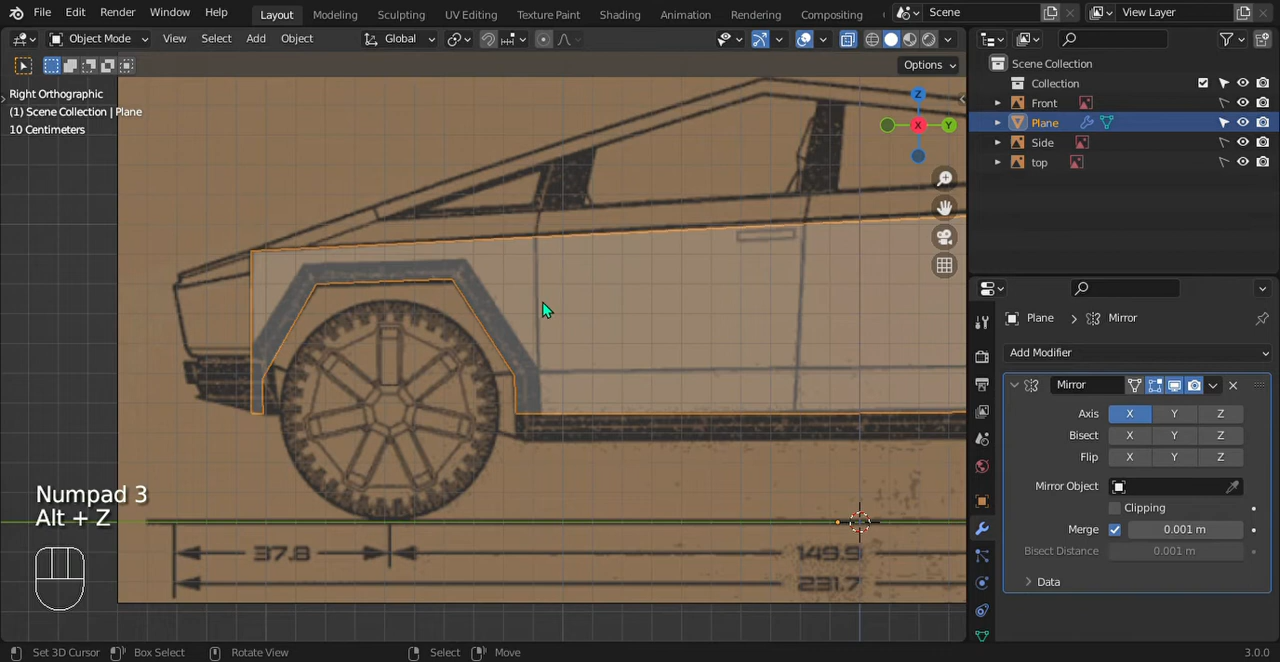 File Edit Render Window Help Layout Modeling Sculpting UV Editing Texture Paint Shading Animation Rendering Compositing Scene View Layer
Object Mode View Select Add Object Global
Options
Right Orthographic
(1) Scene Collection | Plane
10 Centimeters
Z
X
Y
Numpad 3
Alt + Z
37.8
149.9
231.7
Scene Collection
Collection
Front
Plane
Side
top
Plane > Mirror
Add Modifier
Mirror
Axis X Y Z
Bisect X Y Z
Flip X Y Z
Mirror Object
Clipping
Merge 0.001 m
Bisect Distance 0.001 m
Data
Set 3D Cursor Box Select Rotate View Select Move 3.0.0